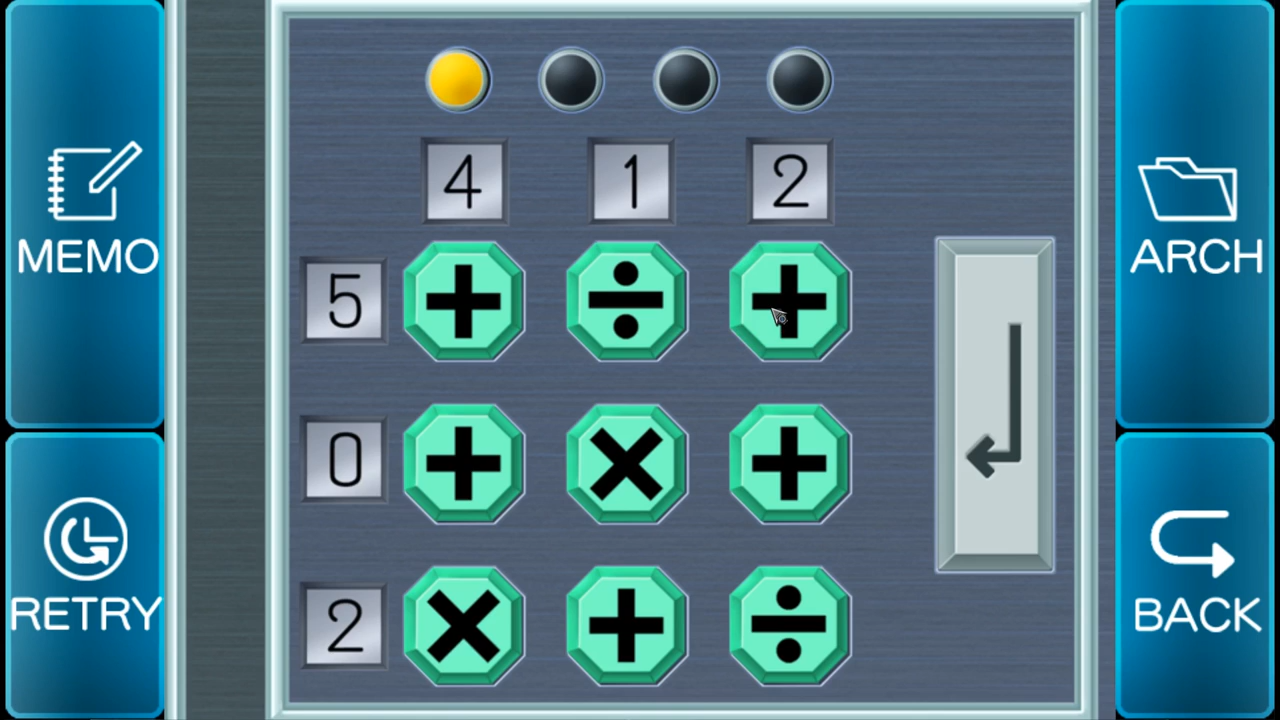 MEMO
RETRY
4 1 2
5 + ÷ +
0 + × +
2 × + ÷
ARCH
BACK